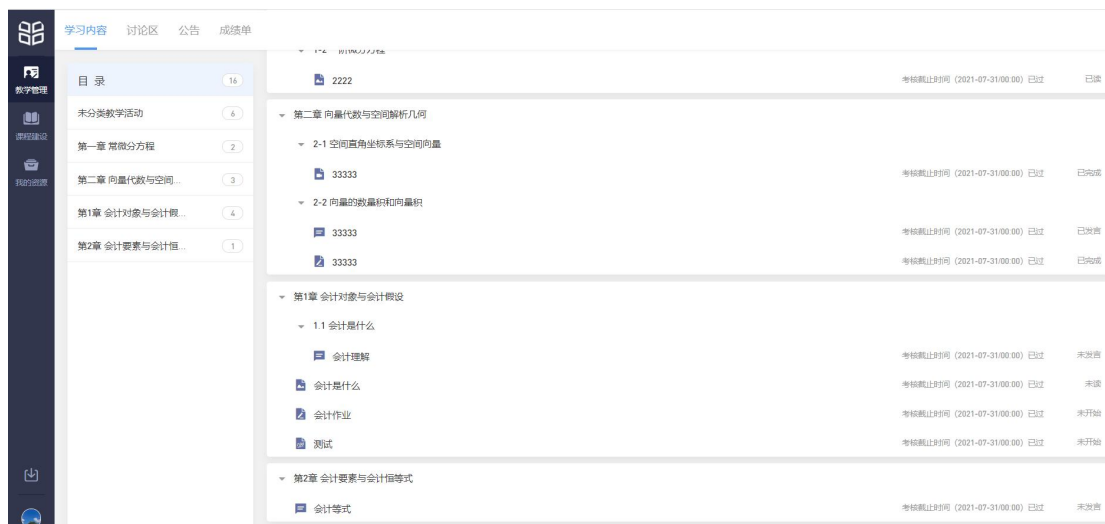 学习内容 讨论区 公告 成绩单
教学管理
课程建设
我的资源
目 录 16
未分类教学活动 6
第一章 常微分方程 2
第二章 向量代数与空间... 3
第1章 会计对象与会计假... 4
第2章 会计要素与会计恒... 1
1-2 一阶微分方程
2222 考核截止时间 (2021-07-31/00:00) 已过 已读
第二章 向量代数与空间解析几何
2-1 空间直角坐标系与空间向量
33333 考核截止时间 (2021-07-31/00:00) 已过 已完成
2-2 向量的数量积和向量积
33333 考核截止时间 (2021-07-31/00:00) 已过 已发言
33333 考核截止时间 (2021-07-31/00:00) 已过 已完成
第1章 会计对象与会计假设
1.1 会计是什么
会计理解 考核截止时间 (2021-07-31/00:00) 已过 未发言
会计是什么 考核截止时间 (2021-07-31/00:00) 已过 未读
会计作业 考核截止时间 (2021-07-31/00:00) 已过 未开始
测试 考核截止时间 (2021-07-31/00:00) 已过 未开始
第2章 会计要素与会计恒等式
会计等式 考核截止时间 (2021-07-31/00:00) 已过 未发言